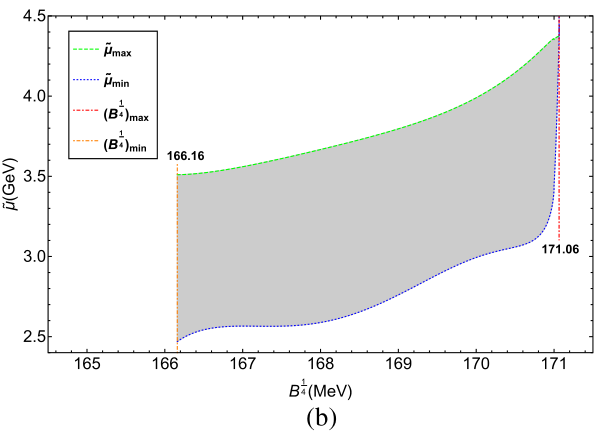 4.5
4.0
3.5
3.0
2.5
μ̃(GeV)
μ̃max
μ̃min
(B^1/4)max
(B^1/4)min
166.16
171.06
165 166 167 168 169 170 171
B^1/4(MeV)
(b)